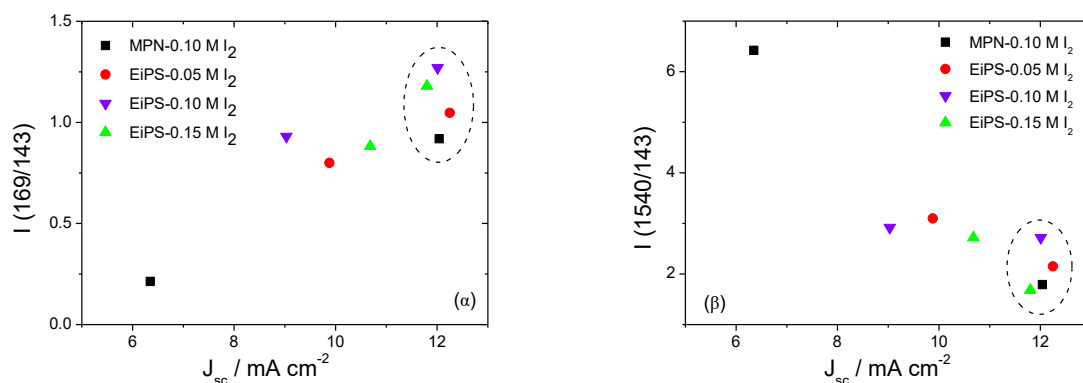 1.5
1.0
0.5
0.0
I (169/143)
MPN-0.10 M I₂
EiPS-0.05 M I₂
EiPS-0.10 M I₂
EiPS-0.15 M I₂
(α)
6 8 10 12
J_sc / mA cm⁻²
6
4
2
I (1540/143)
MPN-0.10 M I₂
EiPS-0.05 M I₂
EiPS-0.10 M I₂
EiPS-0.15 M I₂
(β)
6 8 10 12
J_sc / mA cm⁻²